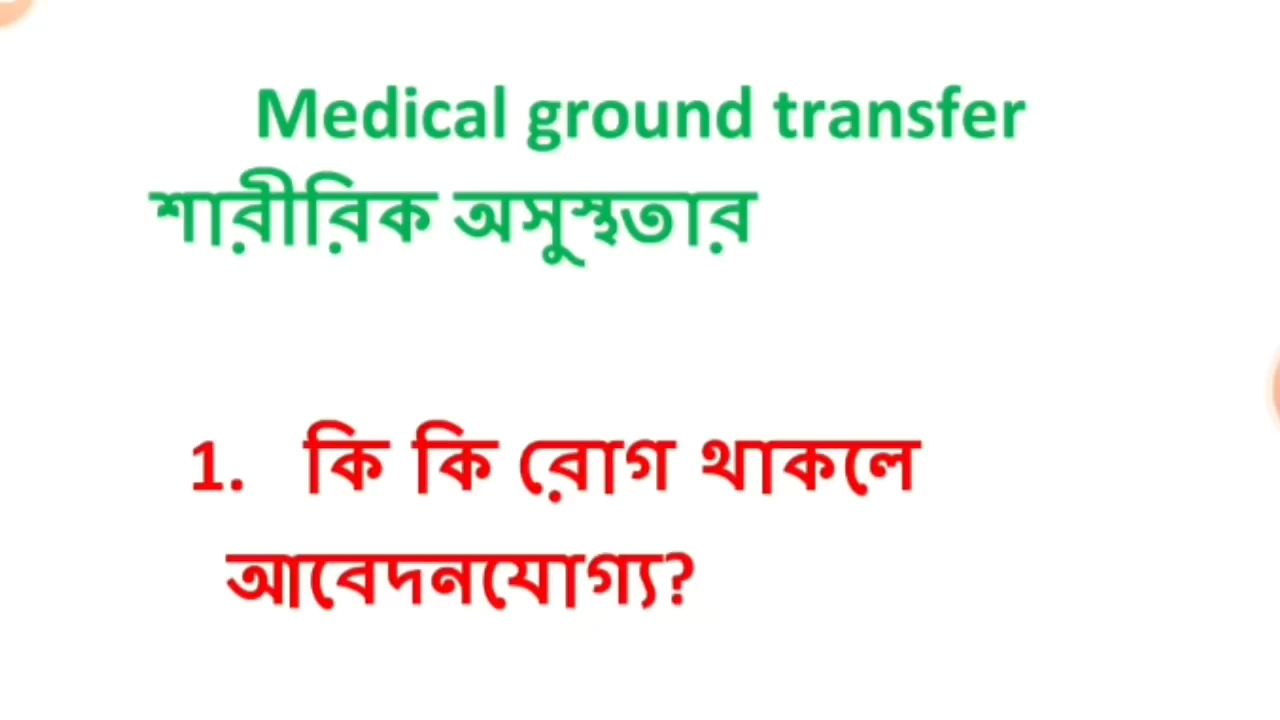 Medical ground transfer
শারীরিক অসুস্থতার
1. কি কি রোগ থাকলে
আবেদনযোগ্য?